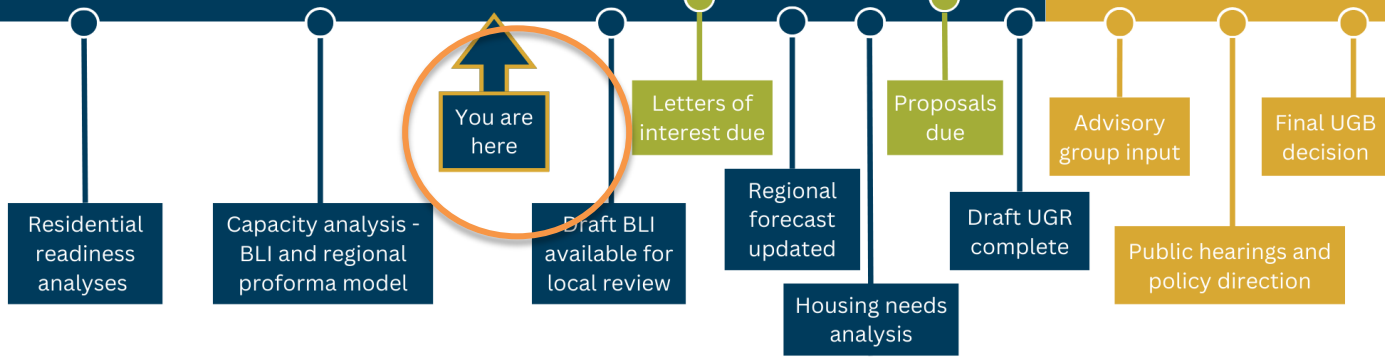 Residential
readiness
analyses
Capacity analysis -
BLI and regional
proforma model
You are
here
Draft BLI
available for
local review
Letters of
interest due
Regional
forecast
updated
Housing needs
analysis
Proposals
due
Draft UGR
complete
Advisory
group input
Public hearings and
policy direction
Final UGB
decision